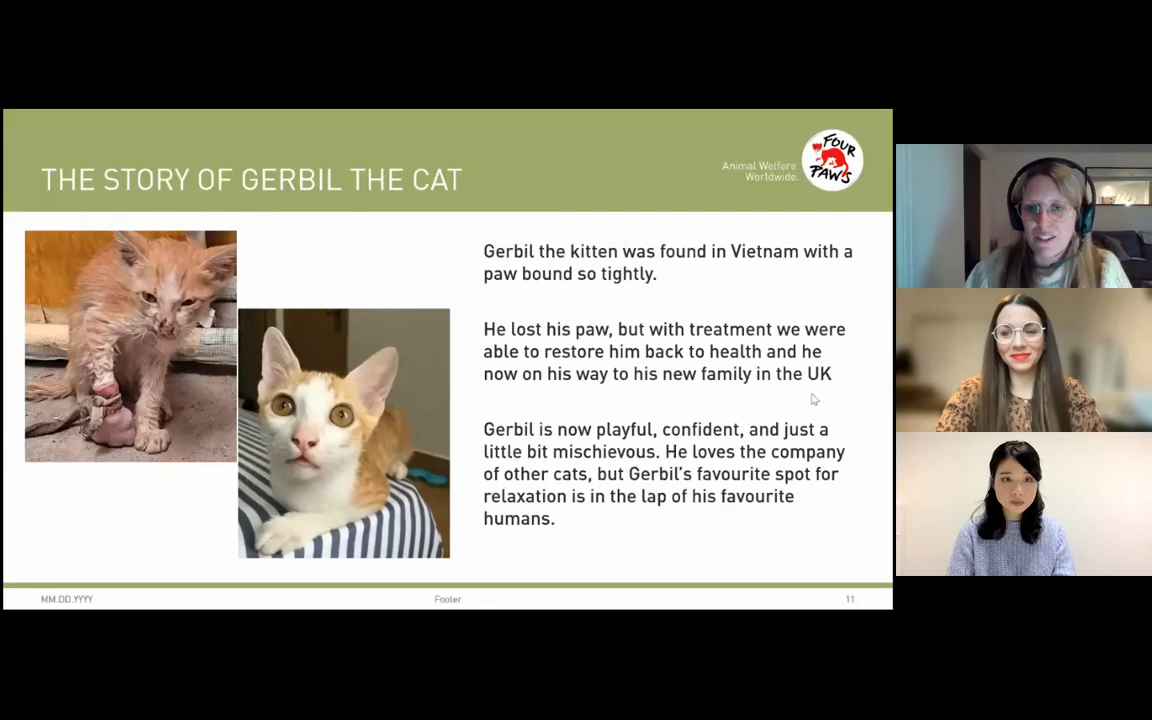 THE STORY OF GERBIL THE CAT
Animal Welfare
Worldwide.
FOUR
PAWS
Gerbil the kitten was found in Vietnam with a
paw bound so tightly.
He lost his paw, but with treatment we were
able to restore him back to health and he
now on his way to his new family in the UK
Gerbil is now playful, confident, and just a
little bit mischievous. He loves the company
of other cats, but Gerbil's favourite spot for
relaxation is in the lap of his favourite
humans.
MM.DD.YYYY
Footer
11